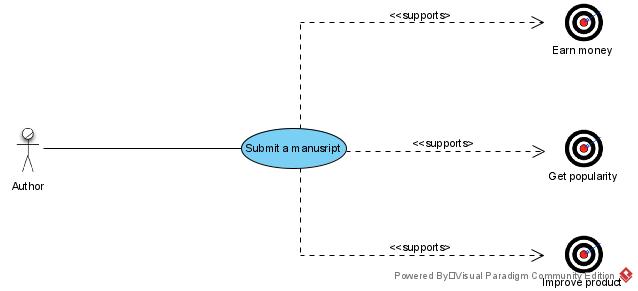 <<supports>
Earn money
<<supports>
Submit a manusript
Get popularity
Author
<<supports>
Improve product
Powered By Visual Paradigm Community Edition